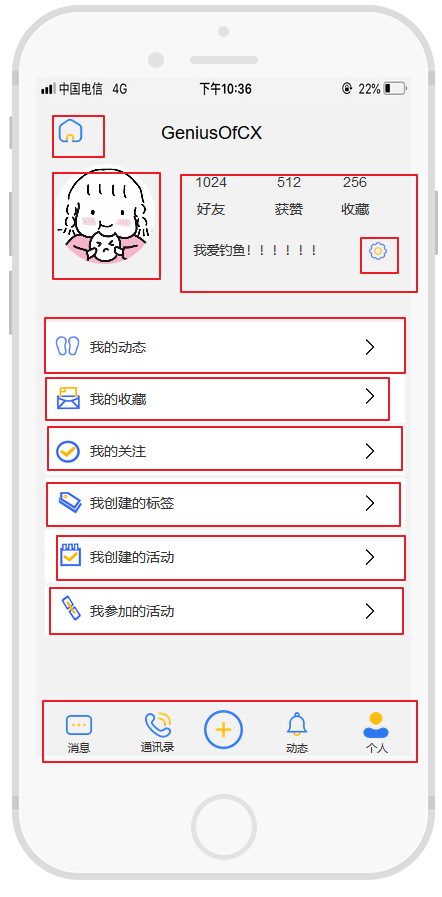 中国电信 4G 下午10:36 22%
GeniusOfCX
1024 512 256
好友 获赞 收藏
我爱钓鱼！！！！！！
我的动态
我的收藏
我的关注
我创建的标签
我创建的活动
我参加的活动
消息 通讯录 动态 个人